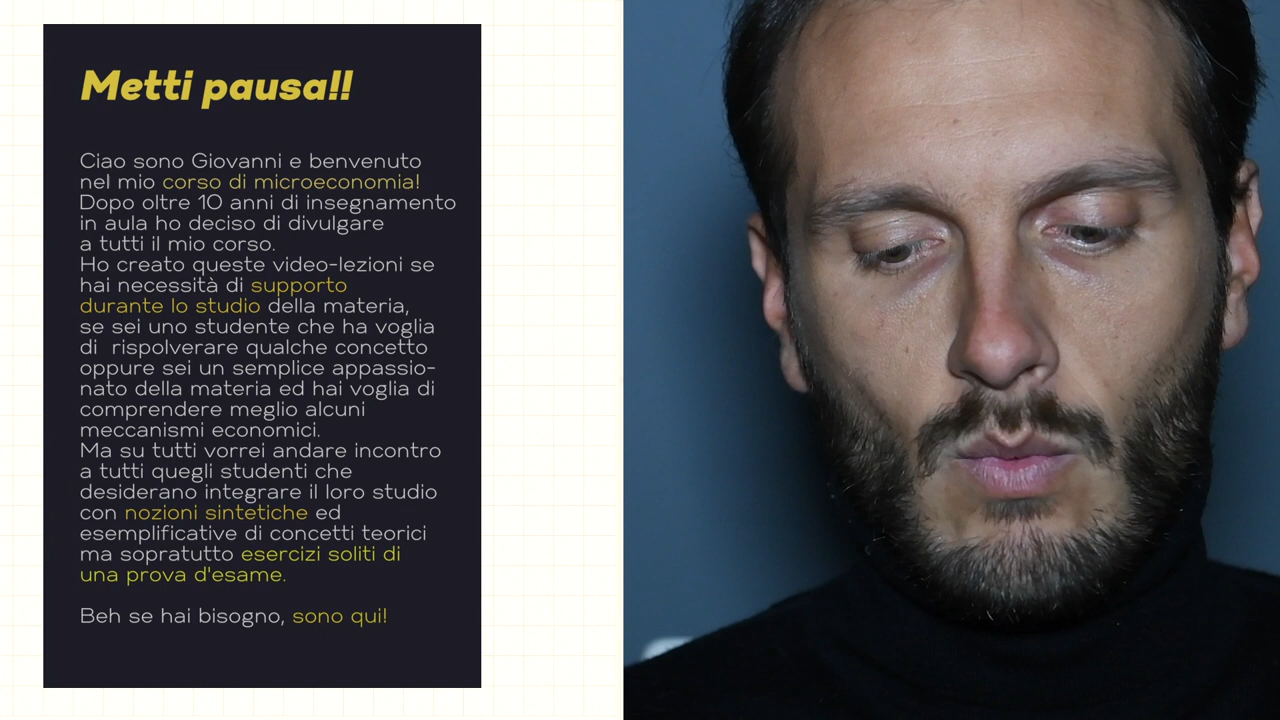 Metti pausa!!
Ciao sono Giovanni e benvenuto
nel mio corso di microeconomia!
Dopo oltre 10 anni di insegnamento
in aula ho deciso di divulgare
a tutti il mio corso.
Ho creato queste video-lezioni se
hai necessità di supporto
durante lo studio della materia,
se sei uno studente che ha voglia
di  rispolverare qualche concetto
oppure sei un semplice appassio-
nato della materia ed hai voglia di
comprendere meglio alcuni
meccanismi economici.
Ma su tutti vorrei andare incontro
a tutti quegli studenti che
desiderano integrare il loro studio
con nozioni sintetiche ed
esemplificative di concetti teorici
ma sopratutto esercizi soliti di
una prova d'esame.
Beh se hai bisogno, sono qui!